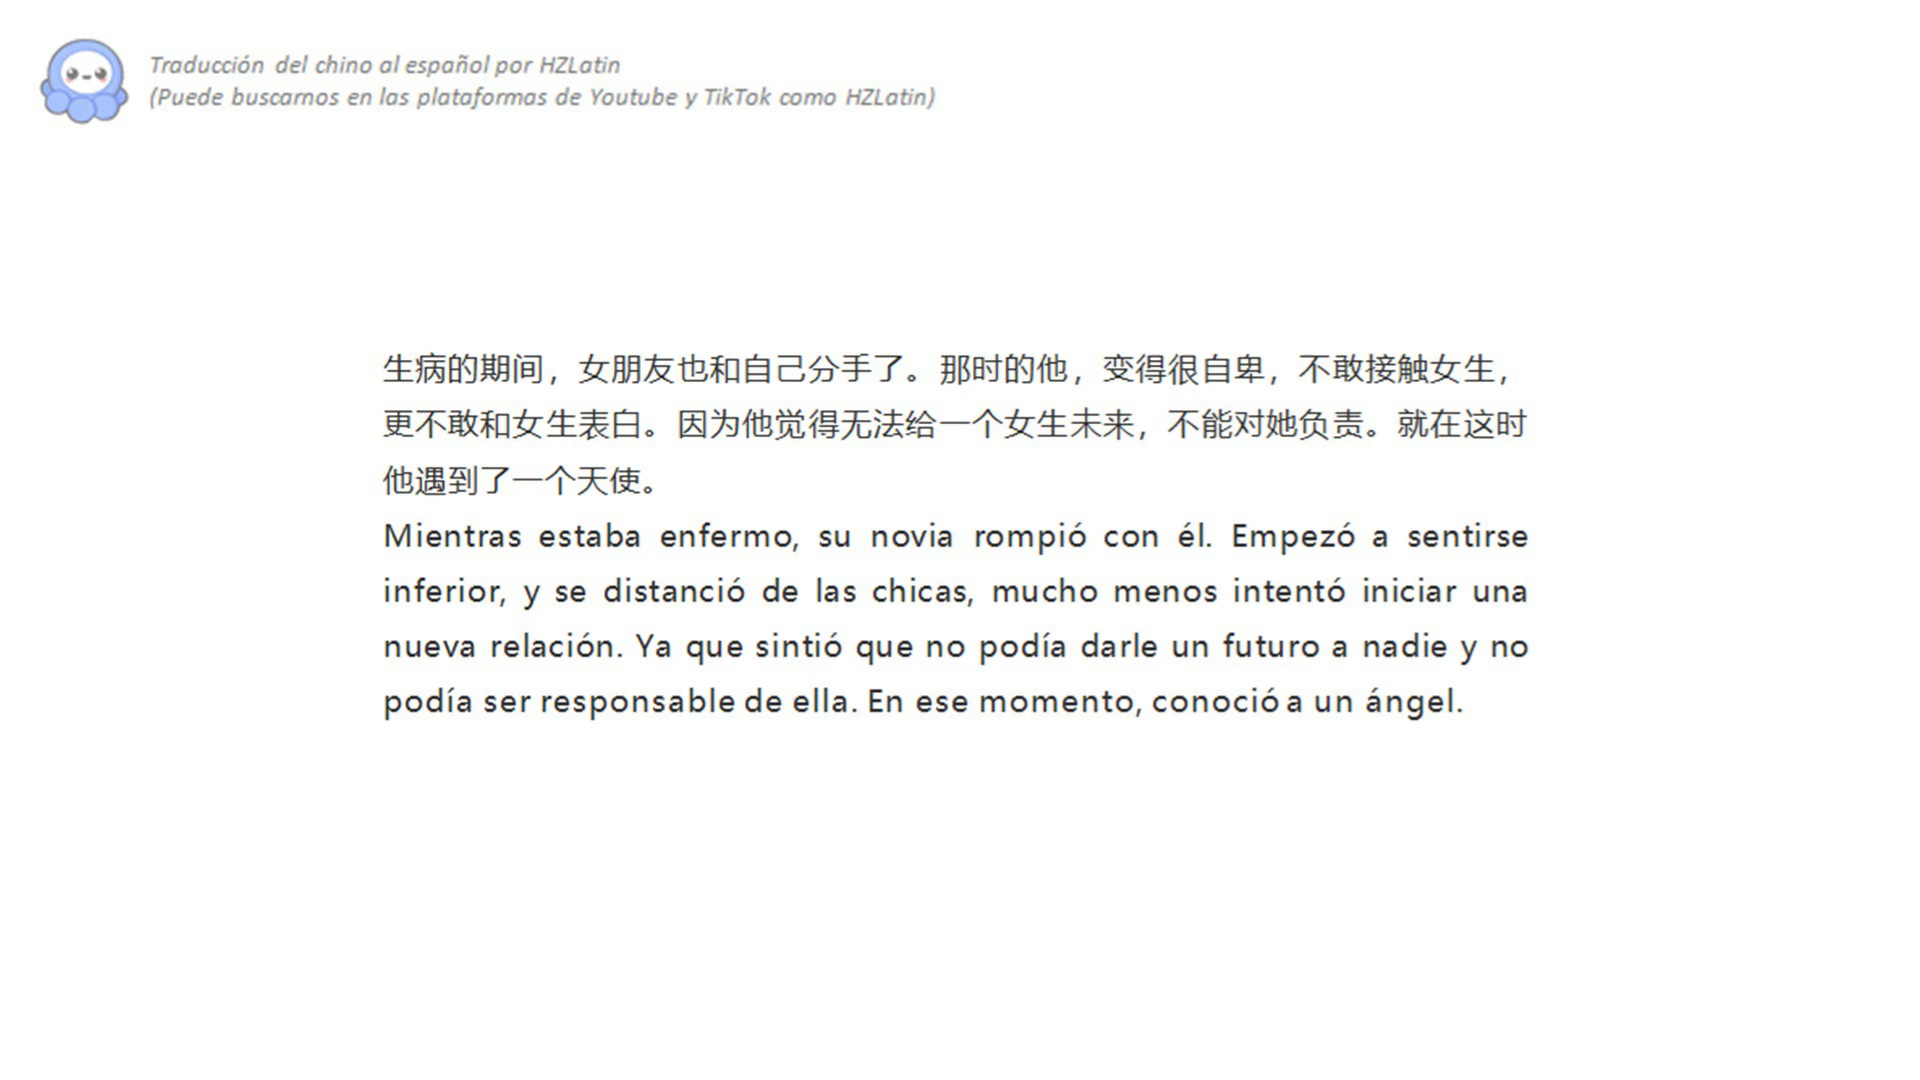 Traducción del chino al español por HZLatin
(Puede buscarnos en las plataformas de Youtube y TikTok como HZLatin)
生病的期间，女朋友也和自己分手了。那时的他，变得很自卑，不敢接触女生，
更不敢和女生表白。因为他觉得无法给一个女生未来，不能对她负责。就在这时
他遇到了一个天使。
Mientras estaba enfermo, su novia rompió con él. Empezó a sentirse
inferior, y se distanció de las chicas, mucho menos intentó iniciar una
nueva relación. Ya que sintió que no podía darle un futuro a nadie y no
podía ser responsable de ella. En ese momento, conoció a un ángel.